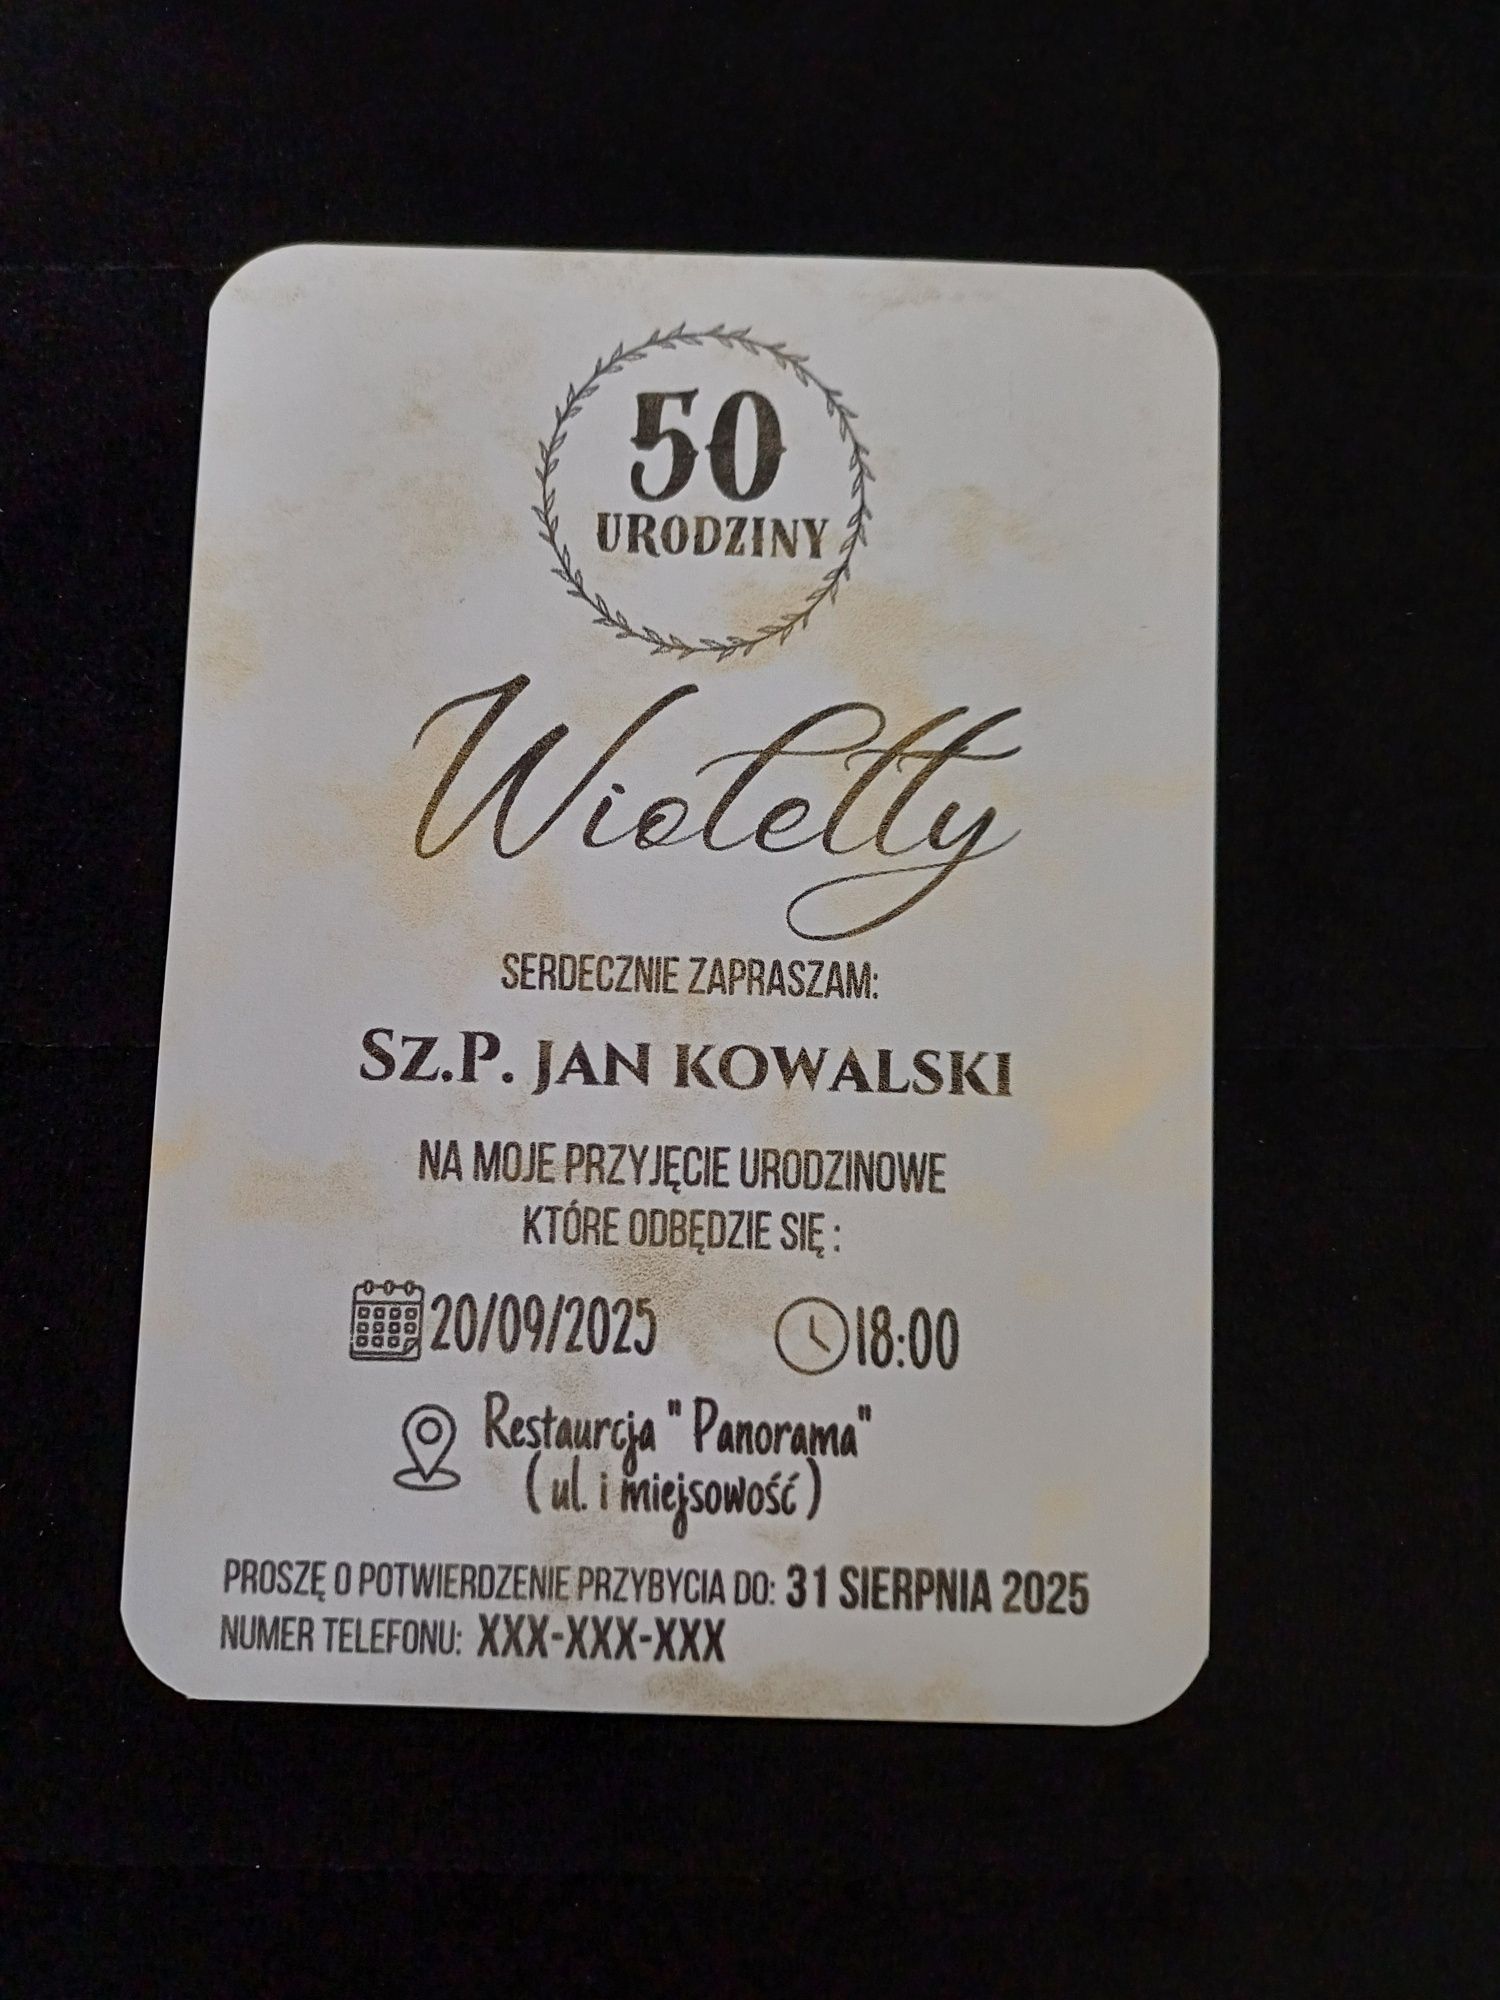 50
URODZINY
Wioletty
SERDECZNIE ZAPRASZAM:
SZ.P. JAN KOWALSKI
NA MOJE PRZYJĘCIE URODZINOWE
KTÓRE ODBĘDZIE SIĘ :
20/09/2025 18:00
Restaurcja " Panorama"
( ul. i miejsowość )
PROSZĘ O POTWIERDZENIE PRZYBYCIA DO: 31 SIERPNIA 2025
NUMER TELEFONU: XXX-XXX-XXX